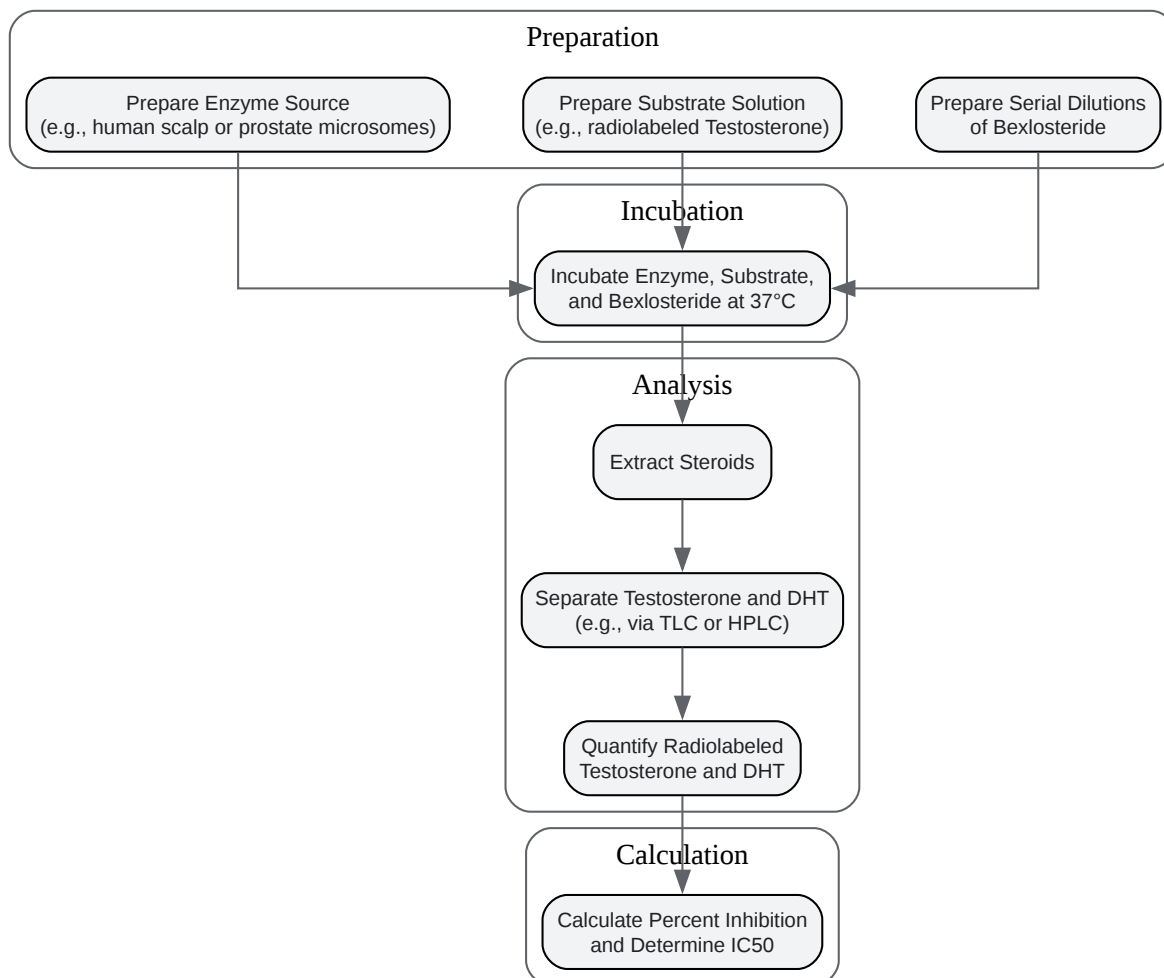 Preparation
Prepare Enzyme Source
(e.g., human scalp or prostate microsomes)
Prepare Substrate Solution
(e.g., radiolabeled Testosterone)
Prepare Serial Dilutions
of Bexlosteride
Incubation
Incubate Enzyme, Substrate,
and Bexlosteride at 37°C
Analysis
Extract Steroids
Separate Testosterone and DHT
(e.g., via TLC or HPLC)
Quantify Radiolabeled
Testosterone and DHT
Calculation
Calculate Percent Inhibition
and Determine IC50